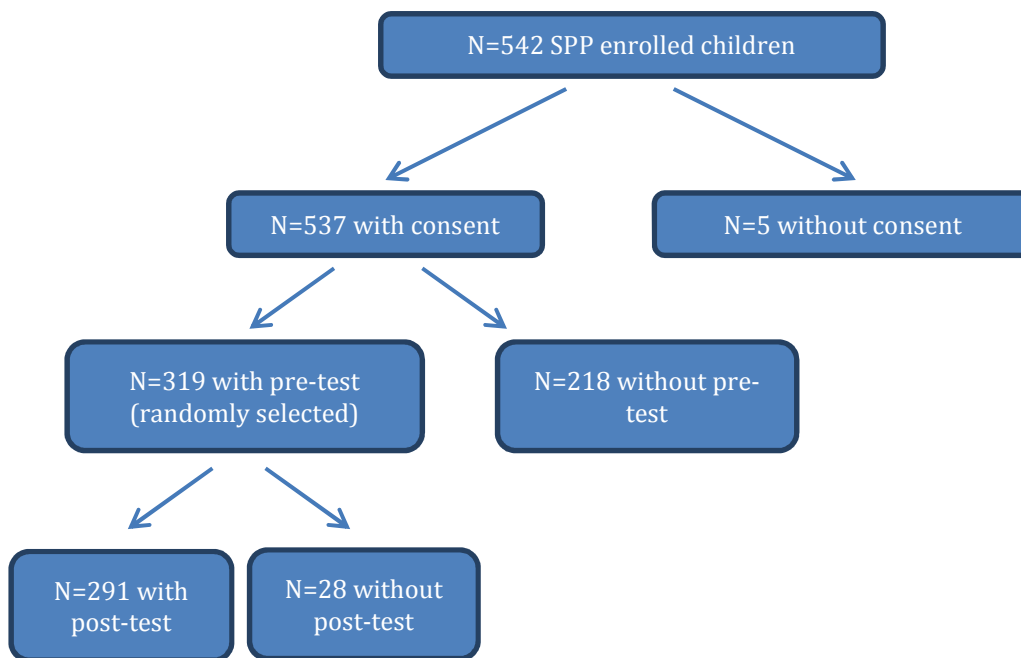 N=542 SPP enrolled children
N=537 with consent
N=5 without consent
N=319 with pre-test
(randomly selected)
N=218 without pre-
test
N=291 with
post-test
N=28 without
post-test